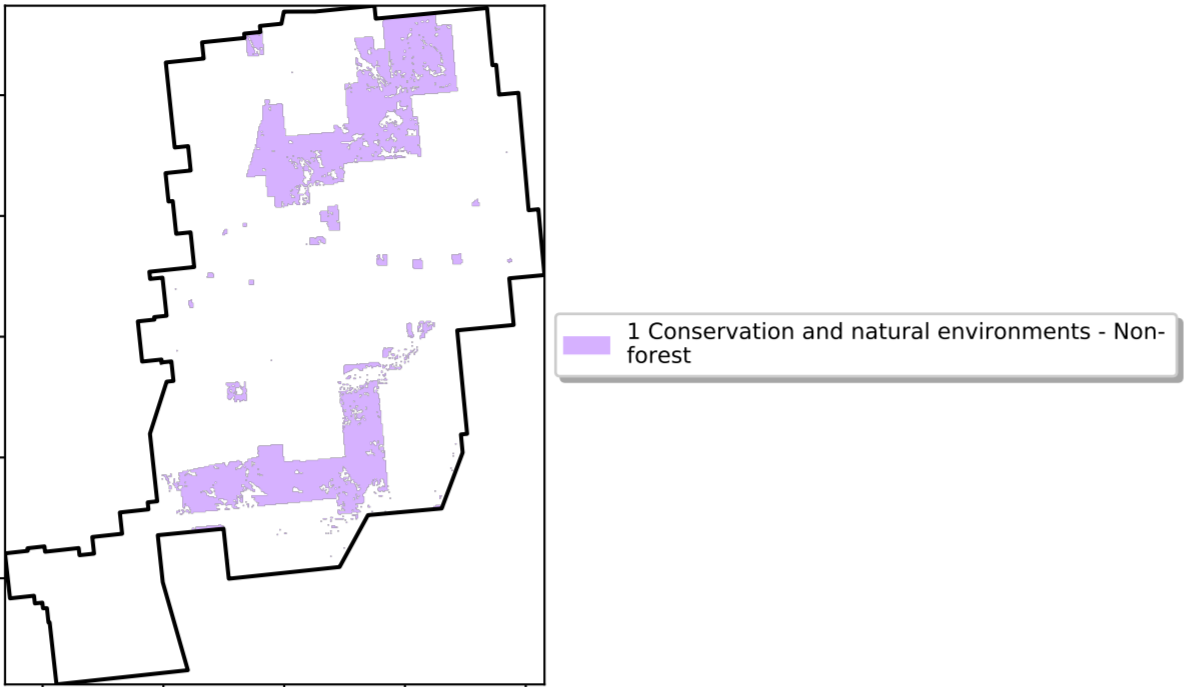 1 Conservation and natural environments - Non-
forest